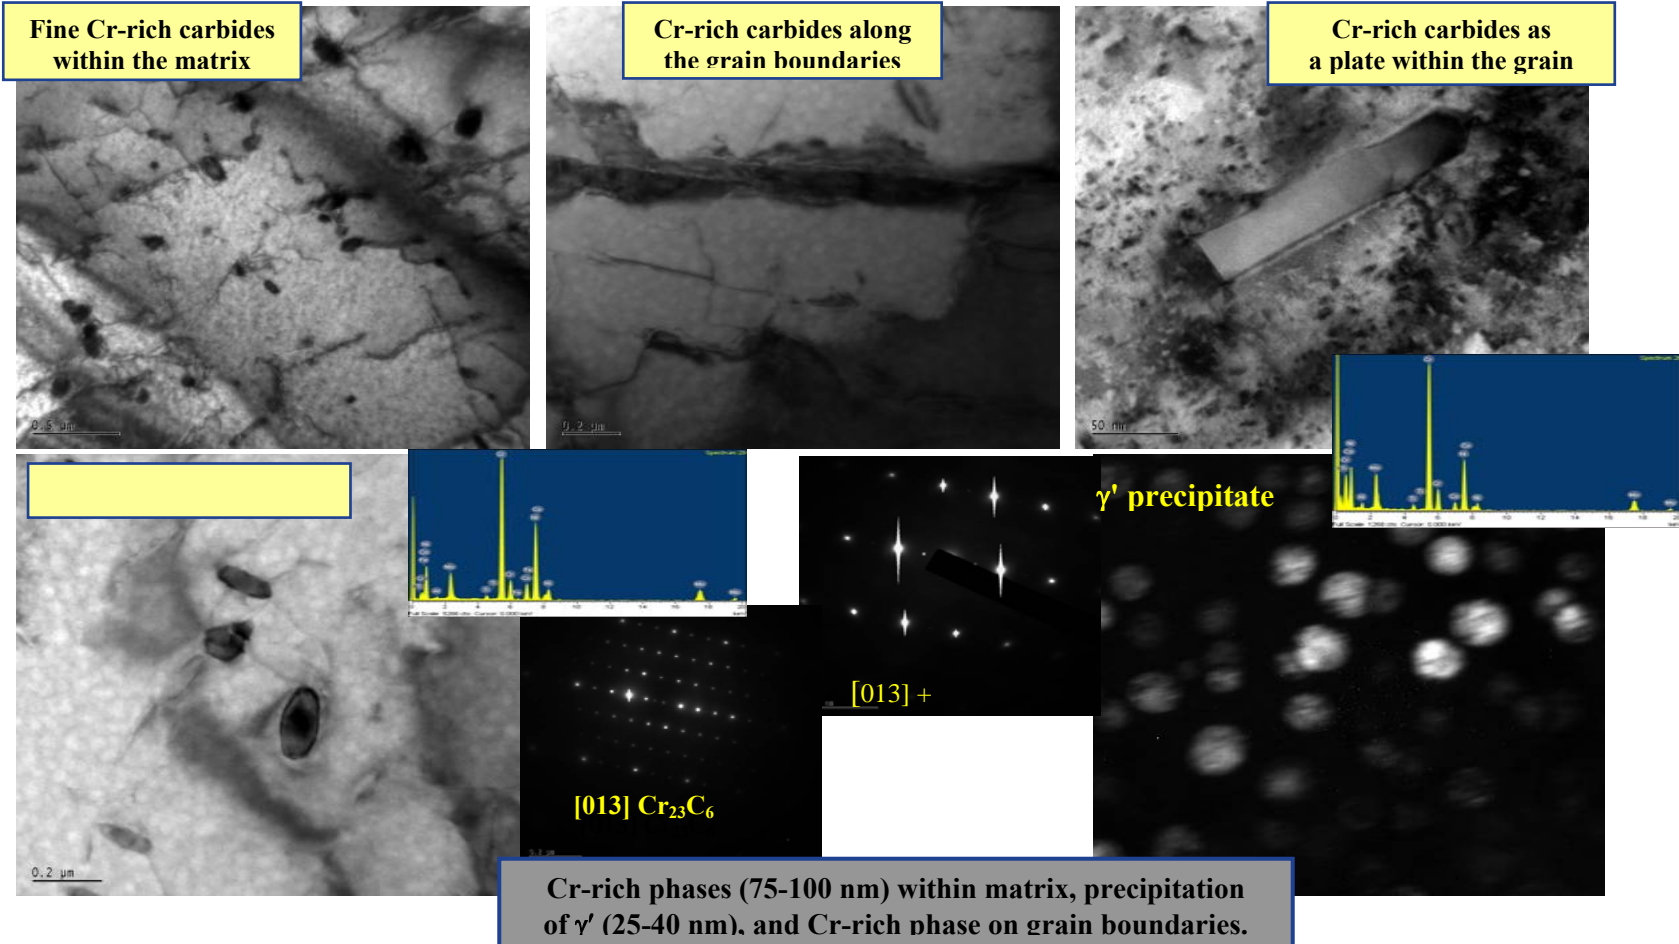 Fine Cr-rich carbides
within the matrix
Cr-rich carbides along
the grain boundaries
Cr-rich carbides as
a plate within the grain
0.5 µm
0.2 µm
50 nm
γ' precipitate
[013] +
[013] Cr₂₃C₆
0.2 µm
Cr-rich phases (75-100 nm) within matrix, precipitation
of γ′ (25-40 nm), and Cr-rich phase on grain boundaries.